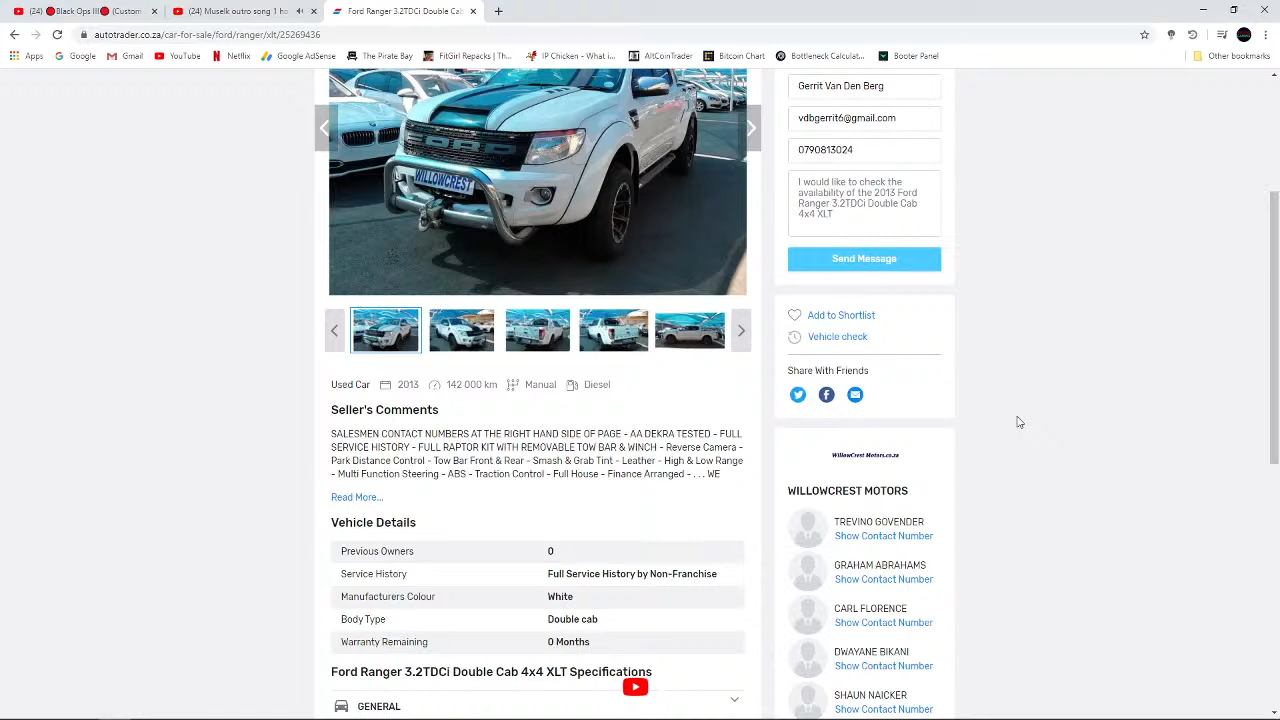 (24) 🔴Black Ops III🔴 (Custom
(24) Muselk outro song 1 ho
Ford Ranger 3.2TDCi Double Cab
autotrader.co.za/car-for-sale/ford/ranger/xlt/25269436
Apps Google Gmail YouTube Netflix Google AdSense The Pirate Bay FitGirl Repacks:... IP Chicken - What i... AltCoinTrader Bitcoin Chart Bottleneck Calculat... Booter Panel Other bookmarks
WILLOWCREST
Gerrit Van Den Berg
vdbgerrit6@gmail.com
0790813024
I would like to check the
availability of the 2013 Ford
Ranger 3.2TDCi Double Cab
4x4 XLT
Send Message
Add to Shortlist
Vehicle check
Share With Friends
Used Car 2013 142 000 km Manual Diesel
Seller's Comments
SALESMEN CONTACT NUMBERS AT THE RIGHT HAND SIDE OF PAGE - AA DEKRA TESTED - FULL
SERVICE HISTORY - FULL RAPTOR KIT WITH REMOVABLE TOW BAR & WINCH - Reverse Camera -
Park Distance Control - Tow Bar Front & Rear - Smash & Grab Tint - Leather - High & Low Range
- Multi Function Steering - ABS - Traction Control - Full House - Finance Arranged - . . . WE
Read More...
Vehicle Details
Previous Owners 0
Service History Full Service History by Non-Franchise
Manufacturers Colour White
Body Type Double cab
Warranty Remaining 0 Months
Ford Ranger 3.2TDCi Double Cab 4x4 XLT Specifications
GENERAL
WillowCrest Motors.co.za
WILLOWCREST MOTORS
TREVINO GOVENDER
Show Contact Number
GRAHAM ABRAHAMS
Show Contact Number
CARL FLORENCE
Show Contact Number
DWAYANE BIKANI
Show Contact Number
SHAUN NAICKER
Show Contact Number